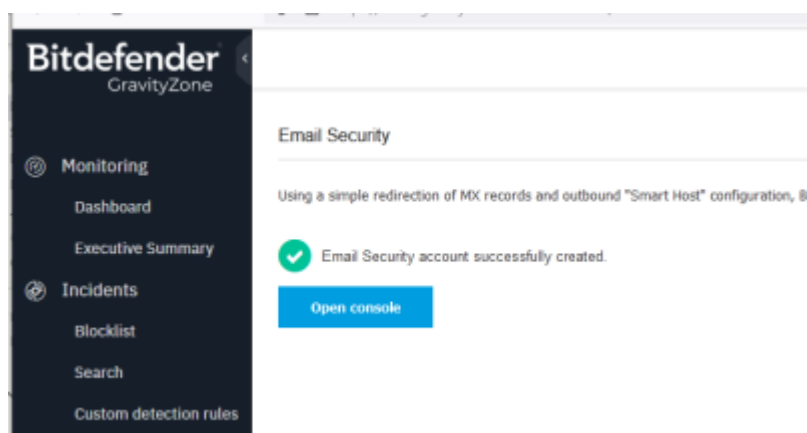 Bitdefender
GravityZone
Email Security
Monitoring
Using a simple redirection of MX records and outbound "Smart Host" configuration,
Dashboard
Executive Summary
Email Security account successfully created.
Incidents
Open console
Blocklist
Search
Custom detection rules